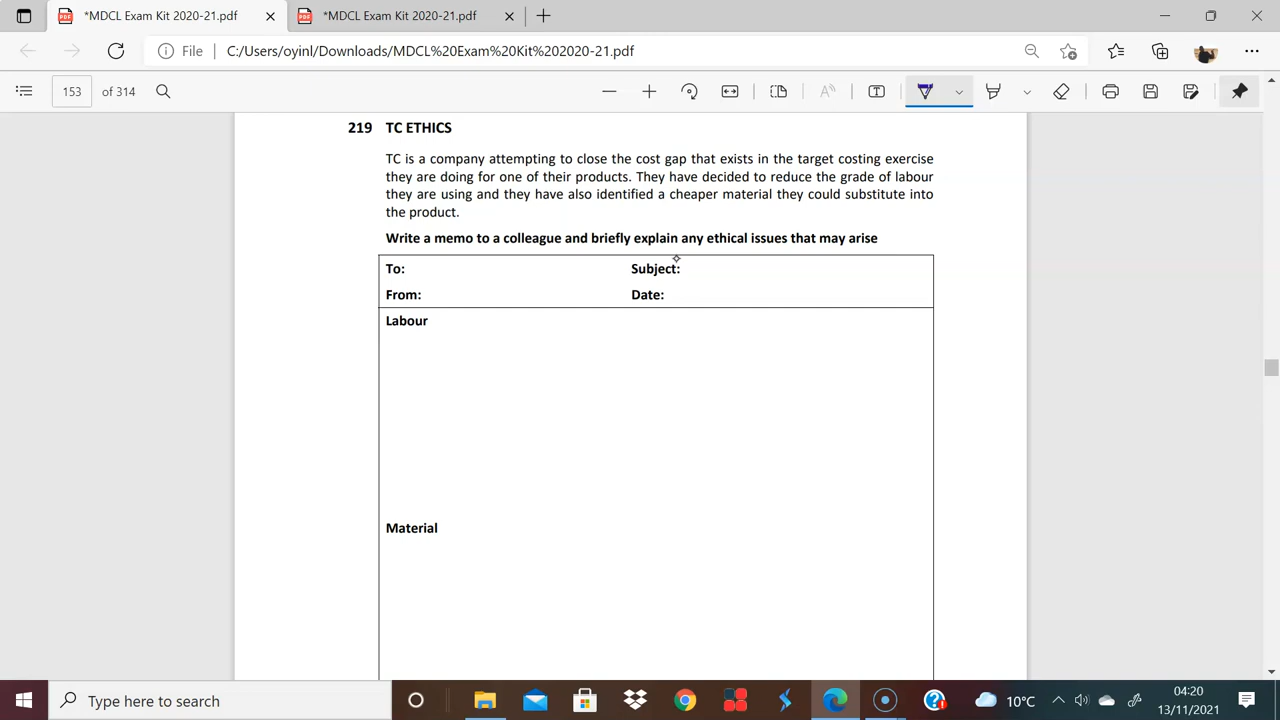 *MDCL Exam Kit 2020-21.pdf
*MDCL Exam Kit 2020-21.pdf
File
C:/Users/oyinl/Downloads/MDCL%20Exam%20Kit%202020-21.pdf
153 of 314
219 TC ETHICS
TC is a company attempting to close the cost gap that exists in the target costing exercise
they are doing for one of their products. They have decided to reduce the grade of labour
they are using and they have also identified a cheaper material they could substitute into
the product.
Write a memo to a colleague and briefly explain any ethical issues that may arise
To: Subject:
From: Date:
Labour
Material
Type here to search
10°C
04:20
13/11/2021